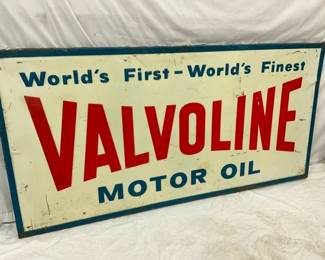 World's First-World's Finest
VALVOLINE
MOTOR OIL